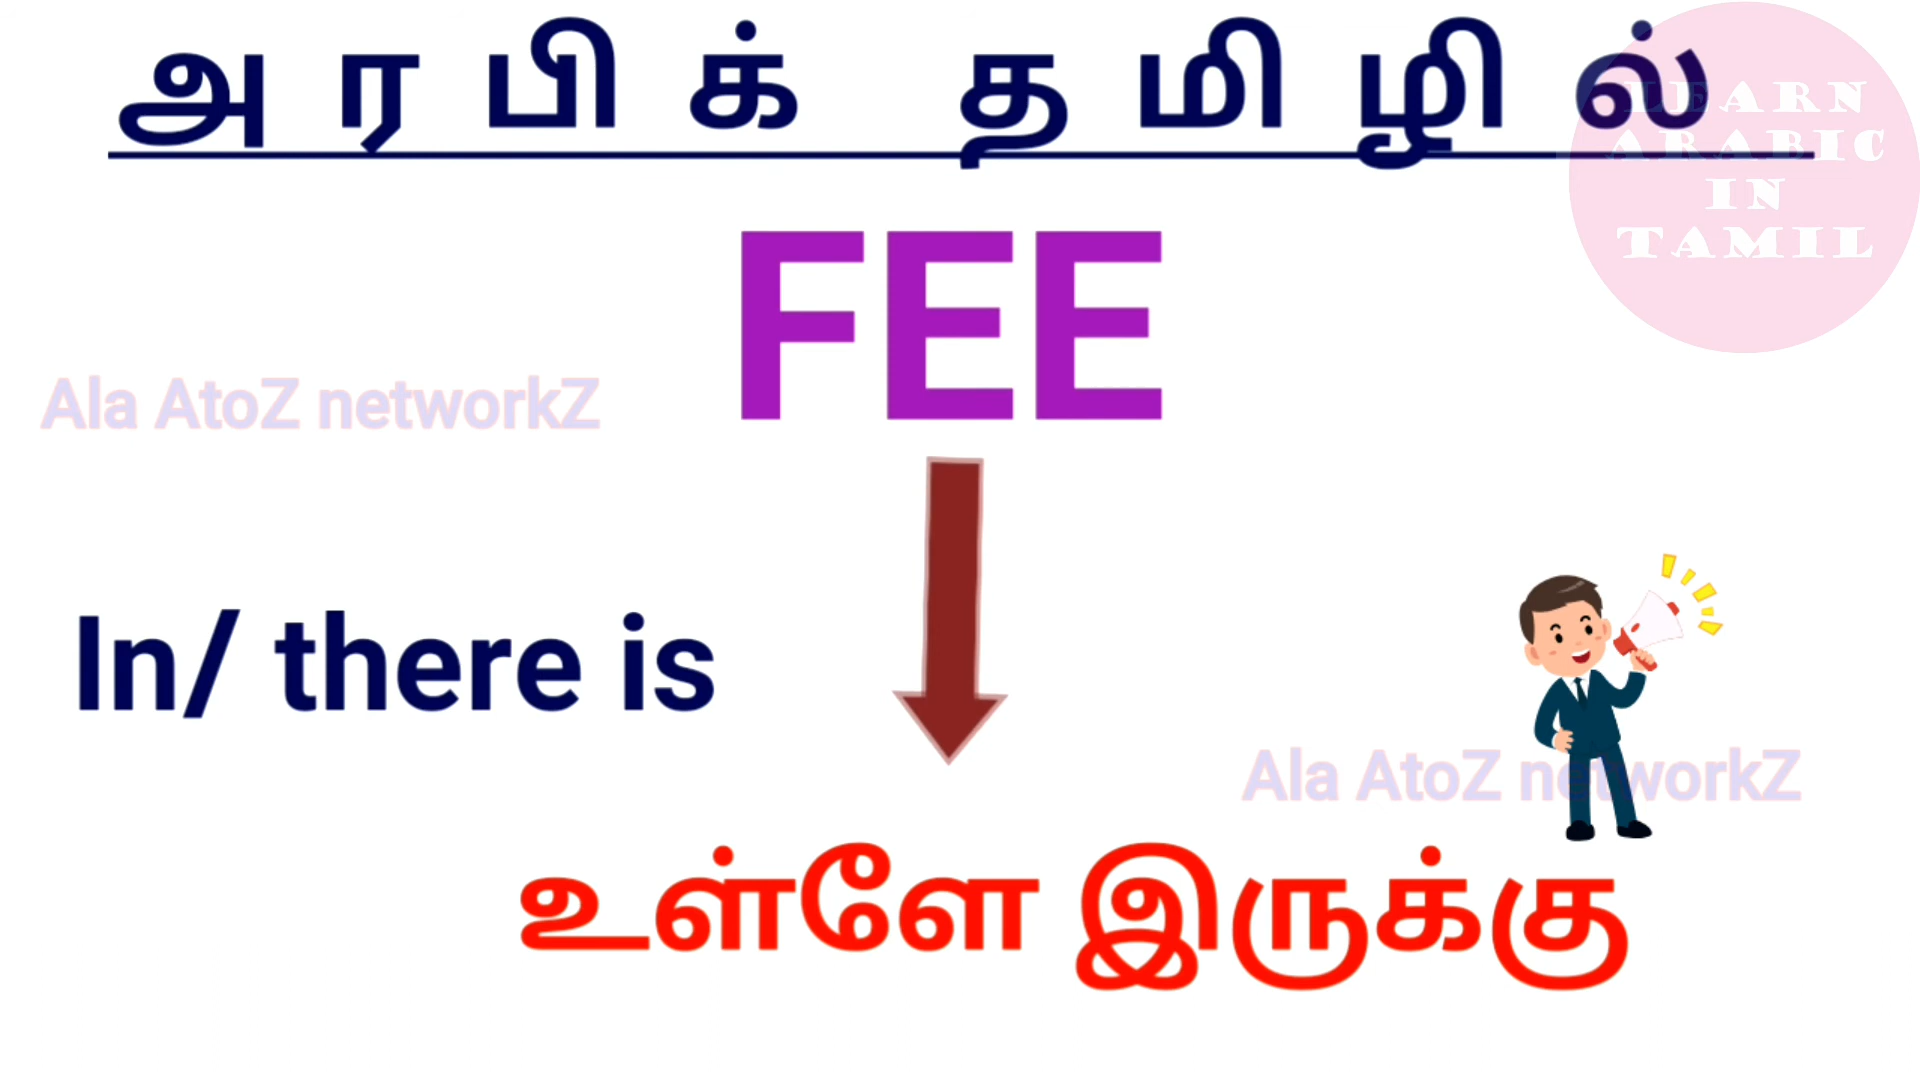 அ ர பி க் த மி ழி ல்
LEARN
ARABIC
IN
TAMIL
FEE
Ala AtoZ networkZ
In/ there is
Ala AtoZ networkZ
உள்ளே இருக்கு